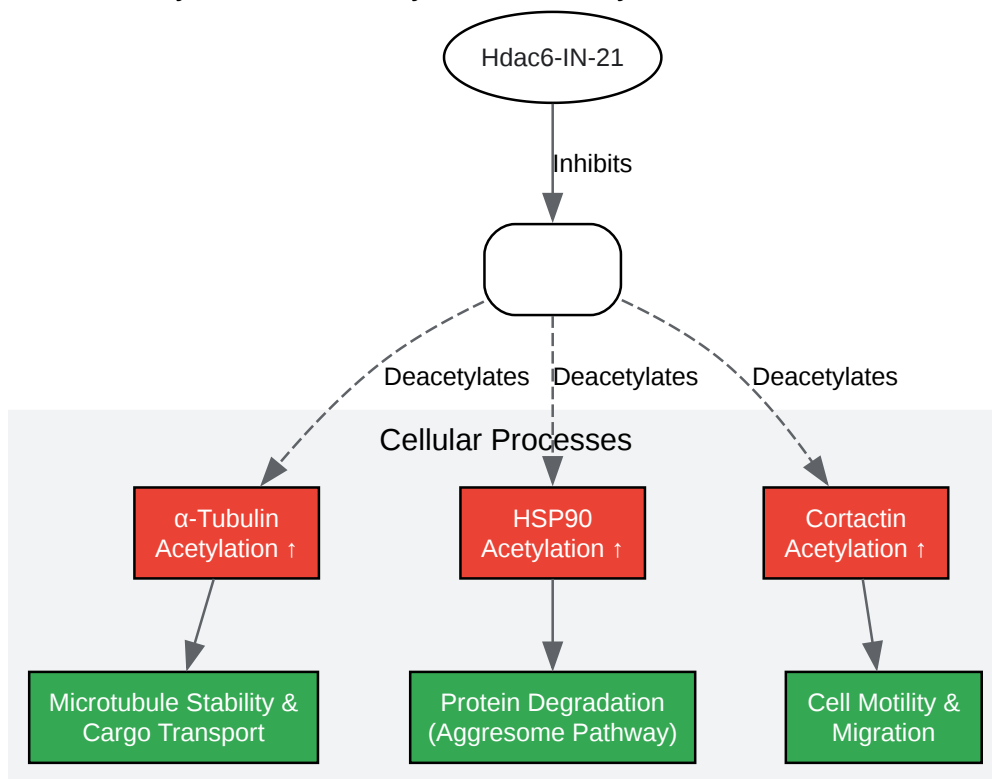 Hdac6-IN-21
Inhibits
Deacetylates Deacetylates Deacetylates
Cellular Processes
α-Tubulin
Acetylation ↑
HSP90
Acetylation ↑
Cortactin
Acetylation ↑
Microtubule Stability &
Cargo Transport
Protein Degradation
(Aggresome Pathway)
Cell Motility &
Migration